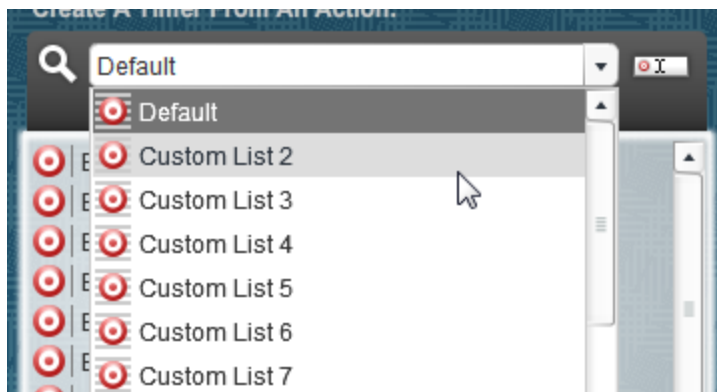 Create A Timer From An Action:
Default
Default
Custom List 2
Custom List 3
Custom List 4
Custom List 5
Custom List 6
Custom List 7